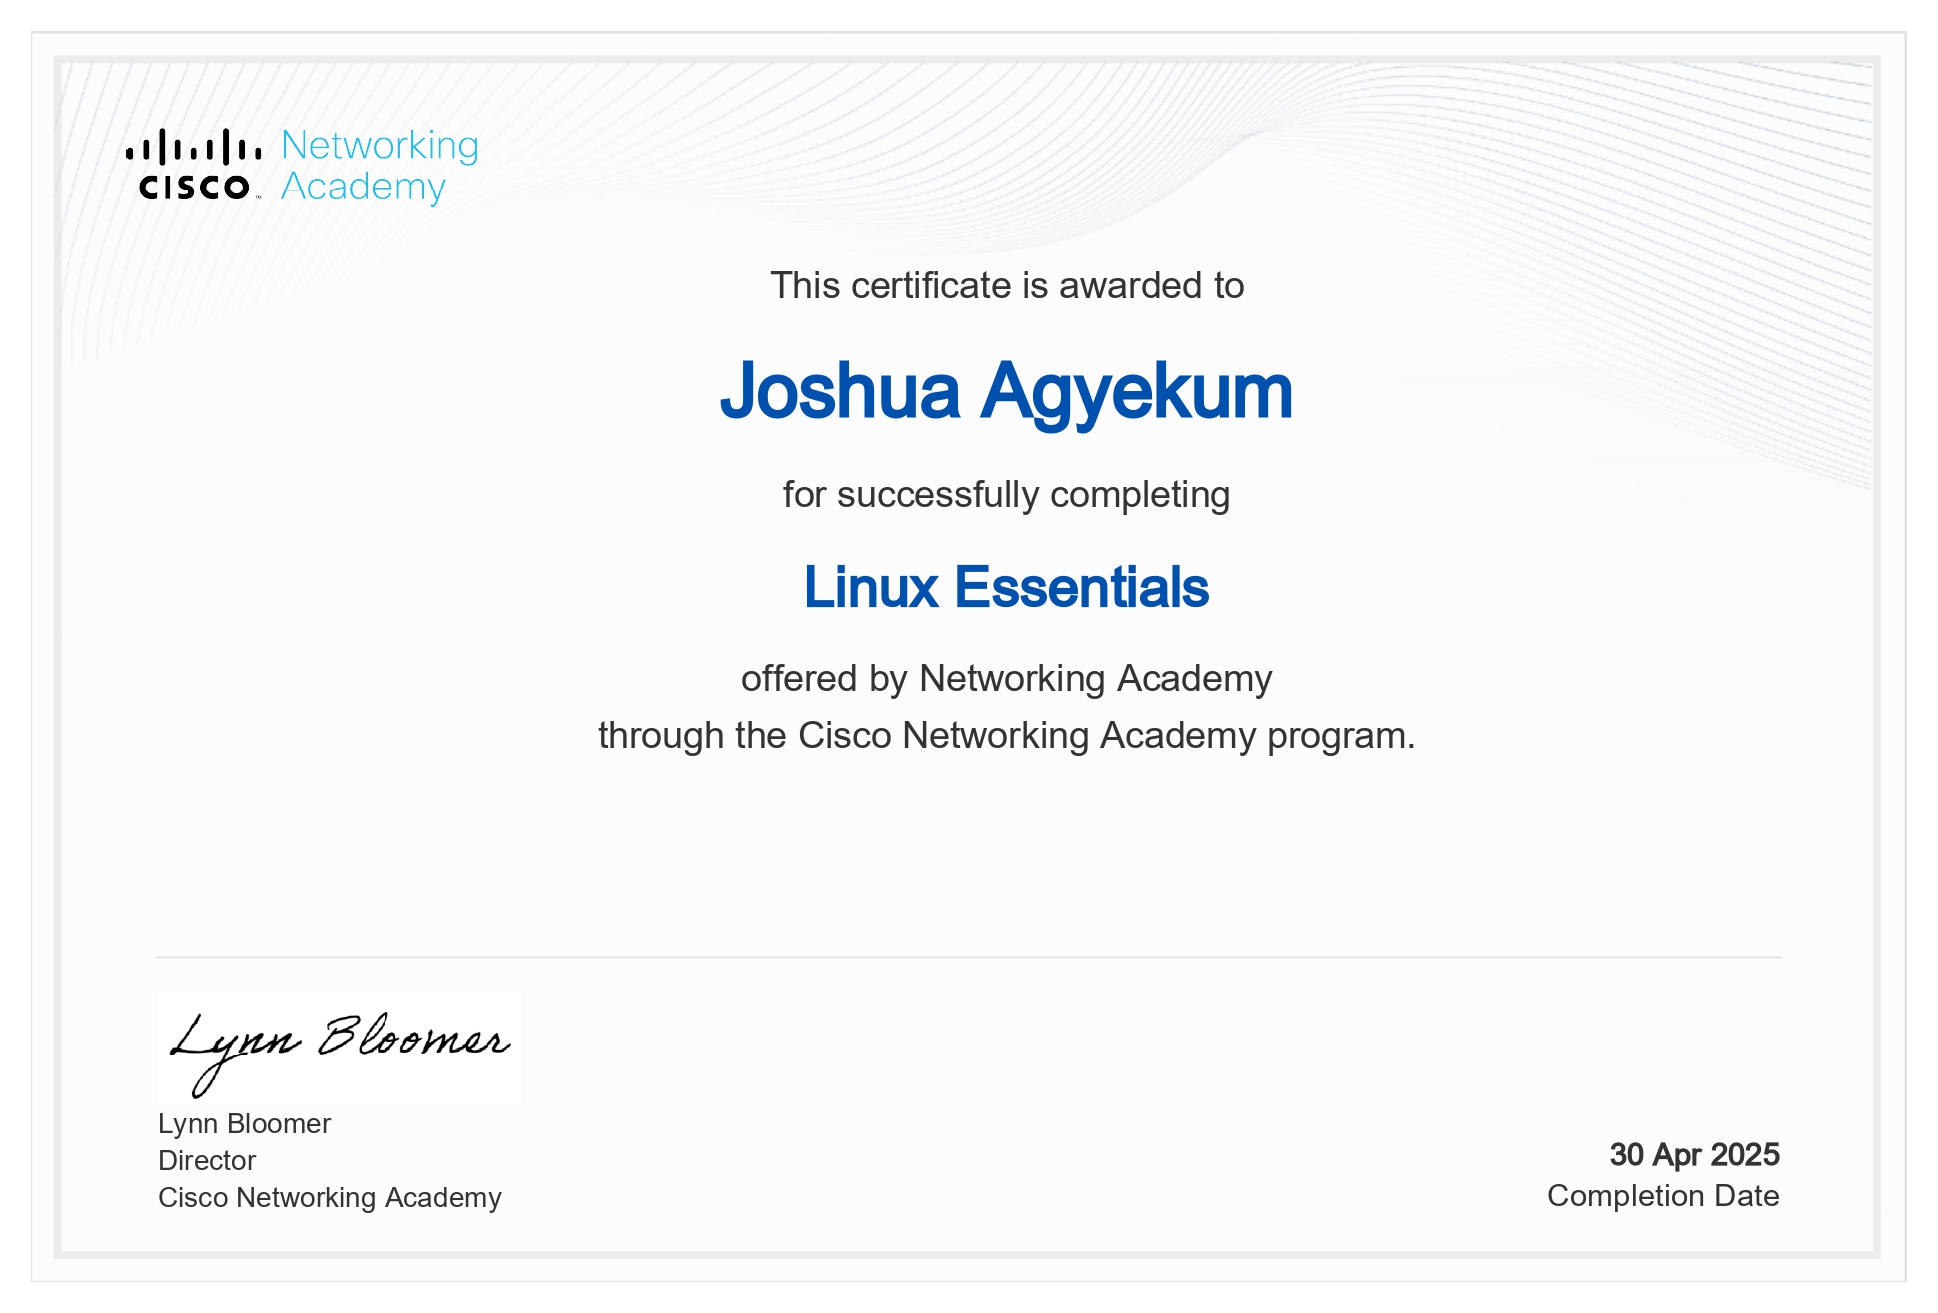 Networking
CISCO Academy
This certificate is awarded to
Joshua Agyekum
for successfully completing
Linux Essentials
offered by Networking Academy
through the Cisco Networking Academy program.
Lynn Bloomer
Lynn Bloomer
Director
Cisco Networking Academy
30 Apr 2025
Completion Date